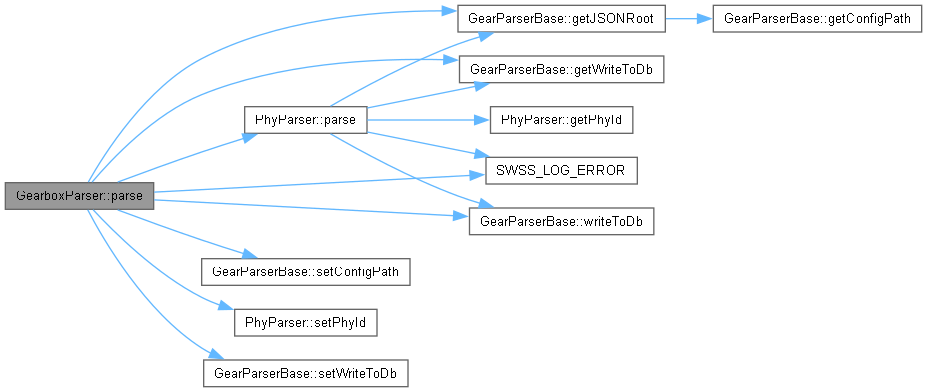 GearParserBase::getJSONRoot
GearParserBase::getConfigPath
GearParserBase::getWriteToDb
PhyParser::parse
PhyParser::getPhyId
SWSS_LOG_ERROR
GearboxParser::parse
GearParserBase::writeToDb
GearParserBase::setConfigPath
PhyParser::setPhyId
GearParserBase::setWriteToDb